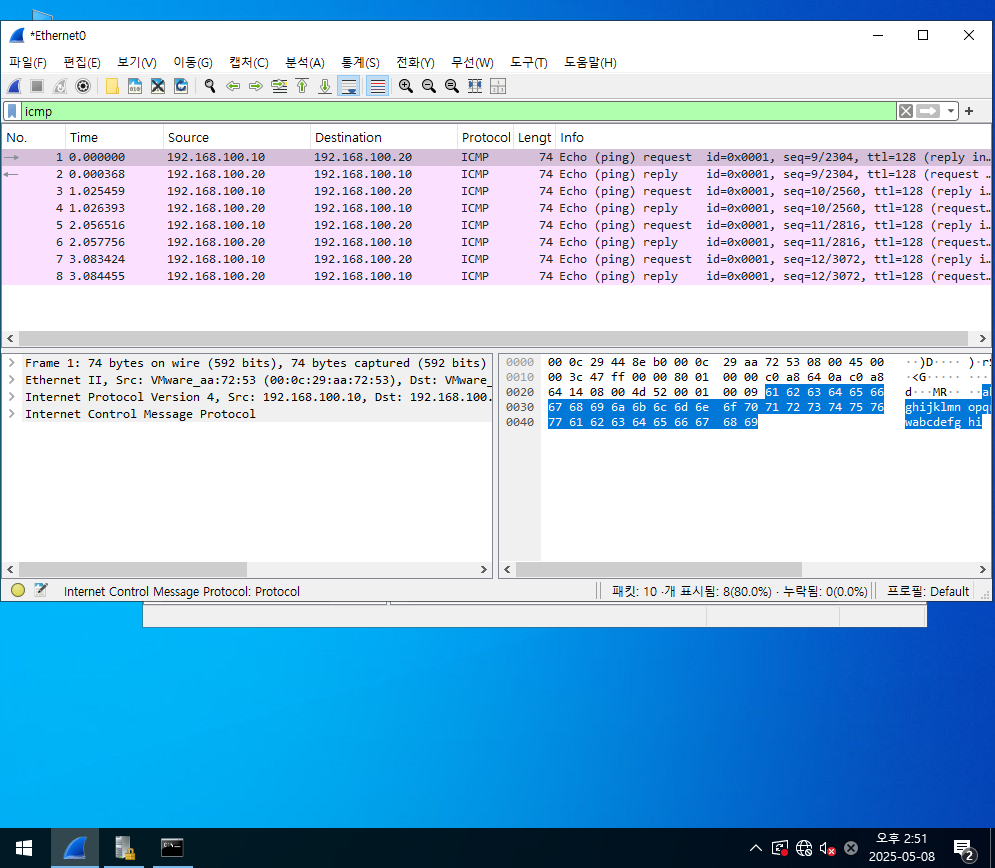 *Ethernet0
파일(F) 편집(E) 보기(V) 이동(G) 캡처(C) 분석(A) 통계(S) 전화(Y) 무선(W) 도구(T) 도움말(H)
icmp
No. Time Source Destination Protocol Lengt Info
1 0.000000 192.168.100.10 192.168.100.20 ICMP 74 Echo (ping) request id=0x0001, seq=9/2304, ttl=128 (reply in…
2 0.000368 192.168.100.20 192.168.100.10 ICMP 74 Echo (ping) reply id=0x0001, seq=9/2304, ttl=128 (request …
3 1.025459 192.168.100.10 192.168.100.20 ICMP 74 Echo (ping) request id=0x0001, seq=10/2560, ttl=128 (reply i…
4 1.026393 192.168.100.20 192.168.100.10 ICMP 74 Echo (ping) reply id=0x0001, seq=10/2560, ttl=128 (request…
5 2.056516 192.168.100.10 192.168.100.20 ICMP 74 Echo (ping) request id=0x0001, seq=11/2816, ttl=128 (reply i…
6 2.057756 192.168.100.20 192.168.100.10 ICMP 74 Echo (ping) reply id=0x0001, seq=11/2816, ttl=128 (request…
7 3.083424 192.168.100.10 192.168.100.20 ICMP 74 Echo (ping) request id=0x0001, seq=12/3072, ttl=128 (reply i…
8 3.084455 192.168.100.20 192.168.100.10 ICMP 74 Echo (ping) reply id=0x0001, seq=12/3072, ttl=128 (request…
Frame 1: 74 bytes on wire (592 bits), 74 bytes captured (592 bits)
Ethernet II, Src: VMware_aa:72:53 (00:0c:29:aa:72:53), Dst: VMware_
Internet Protocol Version 4, Src: 192.168.100.10, Dst: 192.168.100.
Internet Control Message Protocol
0000 00 0c 29 44 8e b0 00 0c 29 aa 72 53 08 00 45 00 ··)D···· )·rS
0010 00 3c 47 ff 00 00 80 01 00 00 c0 a8 64 0a c0 a8 ·<G····· ····
0020 64 14 08 00 4d 52 00 01 00 09 61 62 63 64 65 66 d···MR·· ··ab
0030 67 68 69 6a 6b 6c 6d 6e 6f 70 71 72 73 74 75 76 ghijklmn opqr
0040 77 61 62 63 64 65 66 67 68 69 wabcdefg hi
Internet Control Message Protocol: Protocol
패킷: 10 ·개 표시됨: 8(80.0%) · 누락됨: 0(0.0%)
프로필: Default
오후 2:51
2025-05-08
2